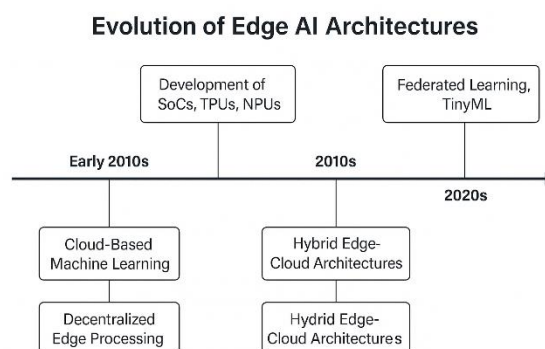 Evolution of Edge AI Architectures
Development of
SoCs, TPUs, NPUs
Federated Learning,
TinyML
Early 2010s
2010s
2020s
Cloud-Based
Machine Learning
Hybrid Edge-
Cloud Architectures
Decentralized
Edge Processing
Hydrid Edge-
Cloud Architectures